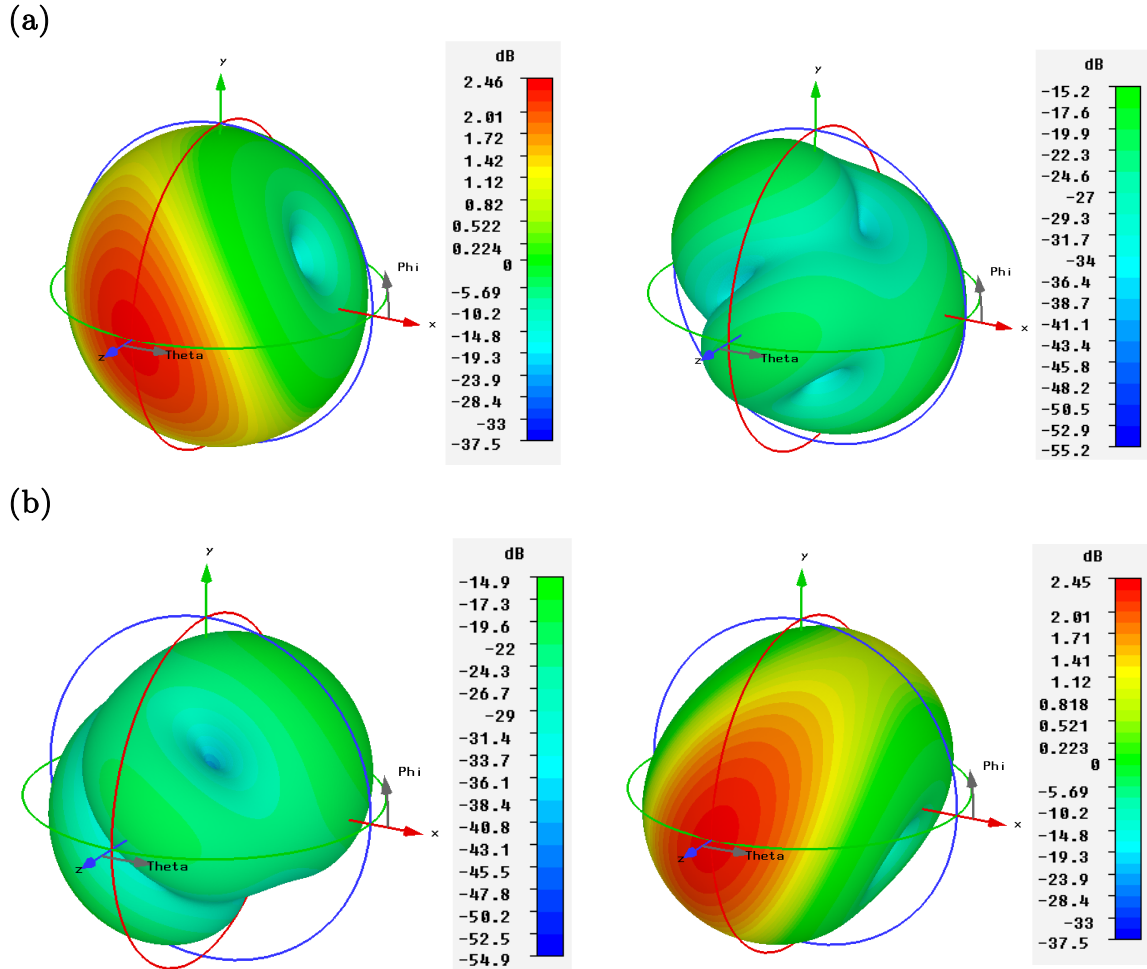 (a)
dB
2.46
2.01
1.72
1.42
1.12
0.82
0.522
0.224
0
-5.69
-10.2
-14.8
-19.3
-23.9
-28.4
-33
-37.5
y
Phi
x
z
Theta
dB
-15.2
-17.6
-19.9
-22.3
-24.6
-27
-29.3
-31.7
-34
-36.4
-38.7
-41.1
-43.4
-45.8
-48.2
-50.5
-52.9
-55.2
y
Phi
x
z
Theta
(b)
dB
-14.9
-17.3
-19.6
-22
-24.3
-26.7
-29
-31.4
-33.7
-36.1
-38.4
-40.8
-43.1
-45.5
-47.8
-50.2
-52.5
-54.9
y
Phi
x
z
Theta
dB
2.45
2.01
1.71
1.41
1.12
0.818
0.521
0.223
0
-5.69
-10.2
-14.8
-19.3
-23.9
-28.4
-33
-37.5
y
Phi
x
z
Theta